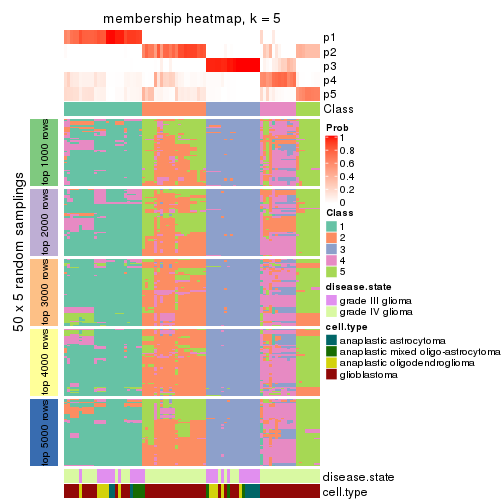 membership heatmap, k = 5
p1
p2
p3
p4
p5
Class
50 x 5 random samplings
top 1000 rows
top 2000 rows
top 3000 rows
top 4000 rows
top 5000 rows
Prob
1
0.8
0.6
0.4
0.2
0
Class
1
2
3
4
5
disease.state
grade III glioma
grade IV glioma
cell.type
anaplastic astrocytoma
anaplastic mixed oligo-astrocytoma
anaplastic oligodendroglioma
glioblastoma
disease.state
cell.type